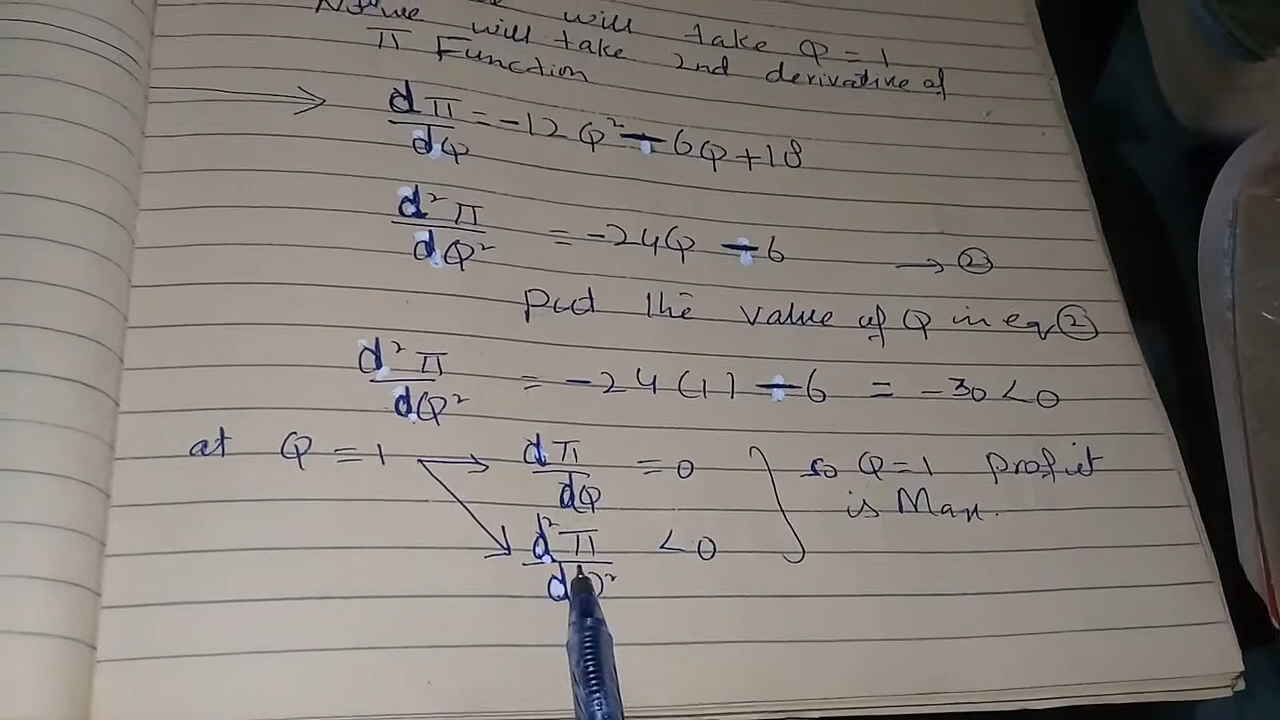 Now we will will take Q = 1
will take 2nd derivative of
π Function
dπ/dQ = -12Q² - 6Q + 18
d²π/dQ² = -24Q - 6 → ②
Put the value of Q in eq ②
d²π/dQ² = -24(1) - 6 = -30 < 0
at Q = 1 → dπ/dQ = 0 } so Q = 1 profit
is Max.
d²π/dQ² < 0